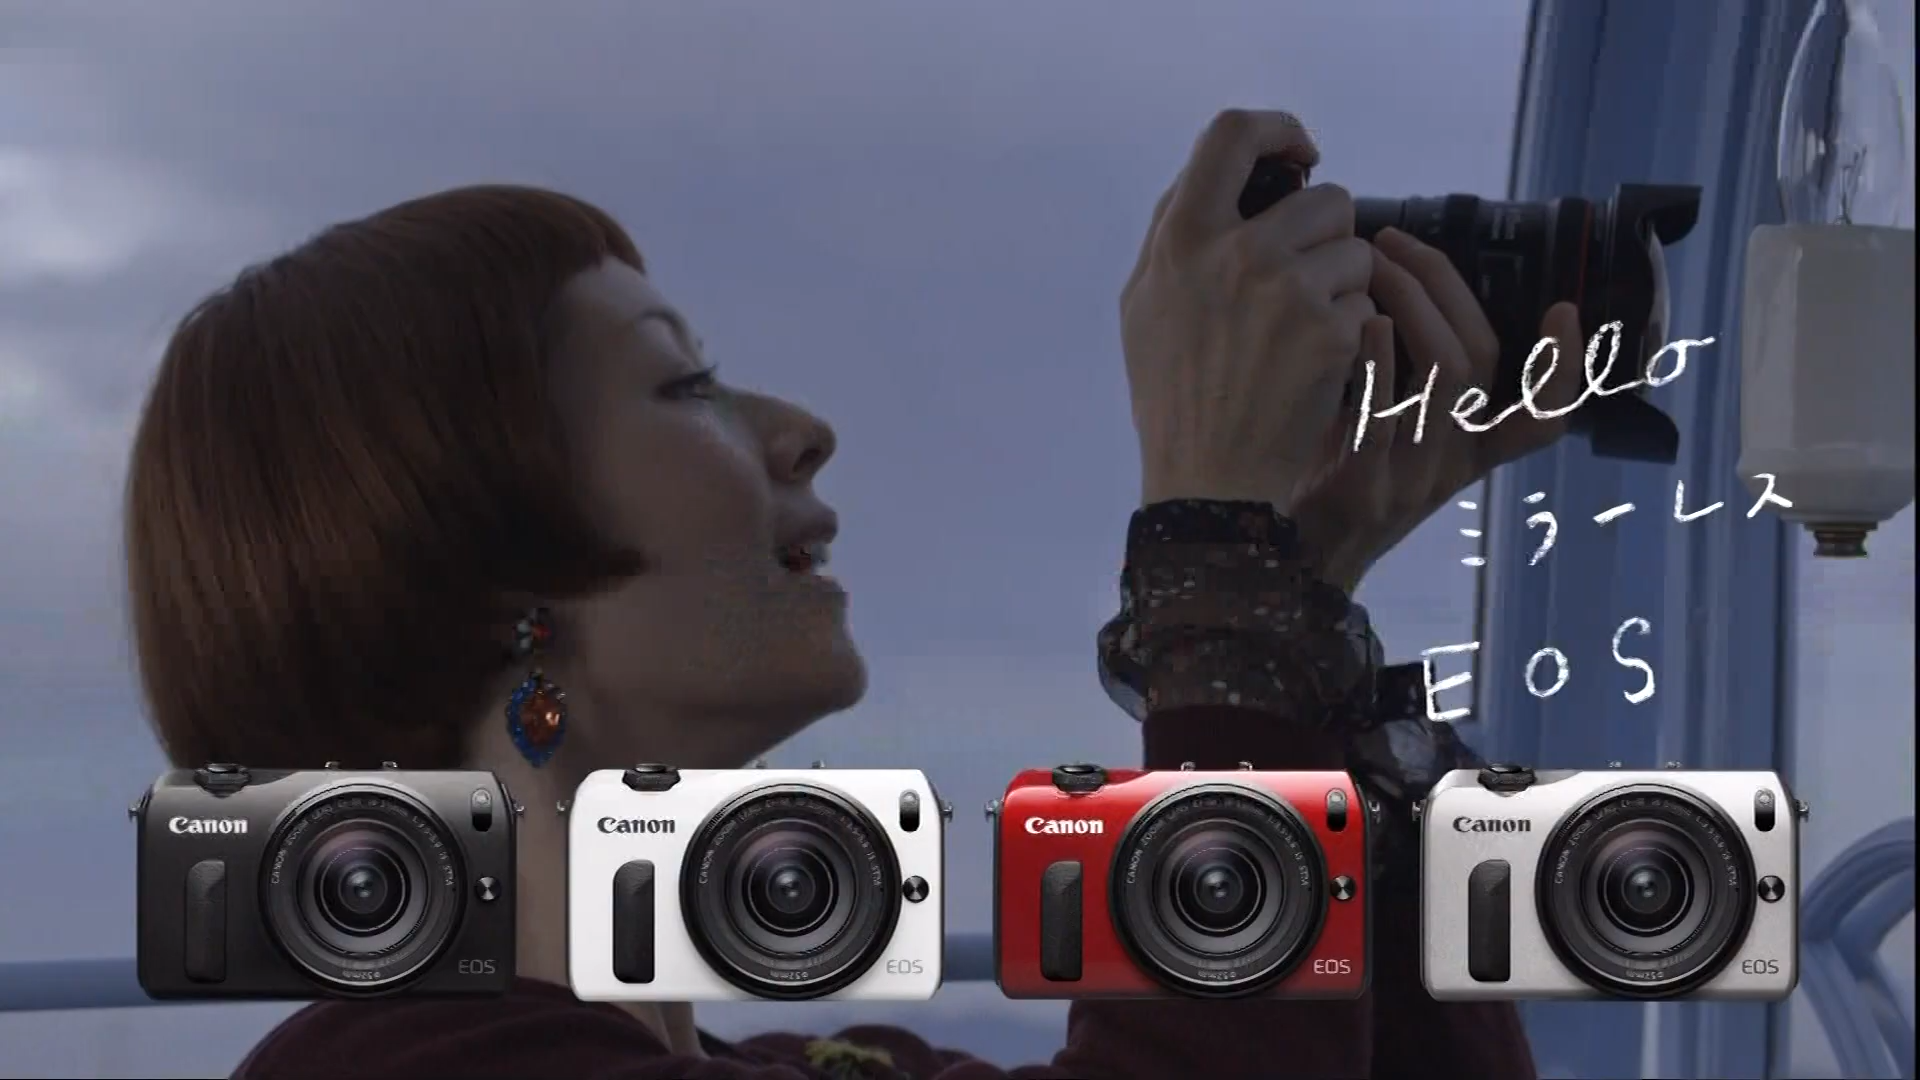 Hello
ミラーレス
EOS
Canon Canon Canon Canon
EOS EOS EOS EOS